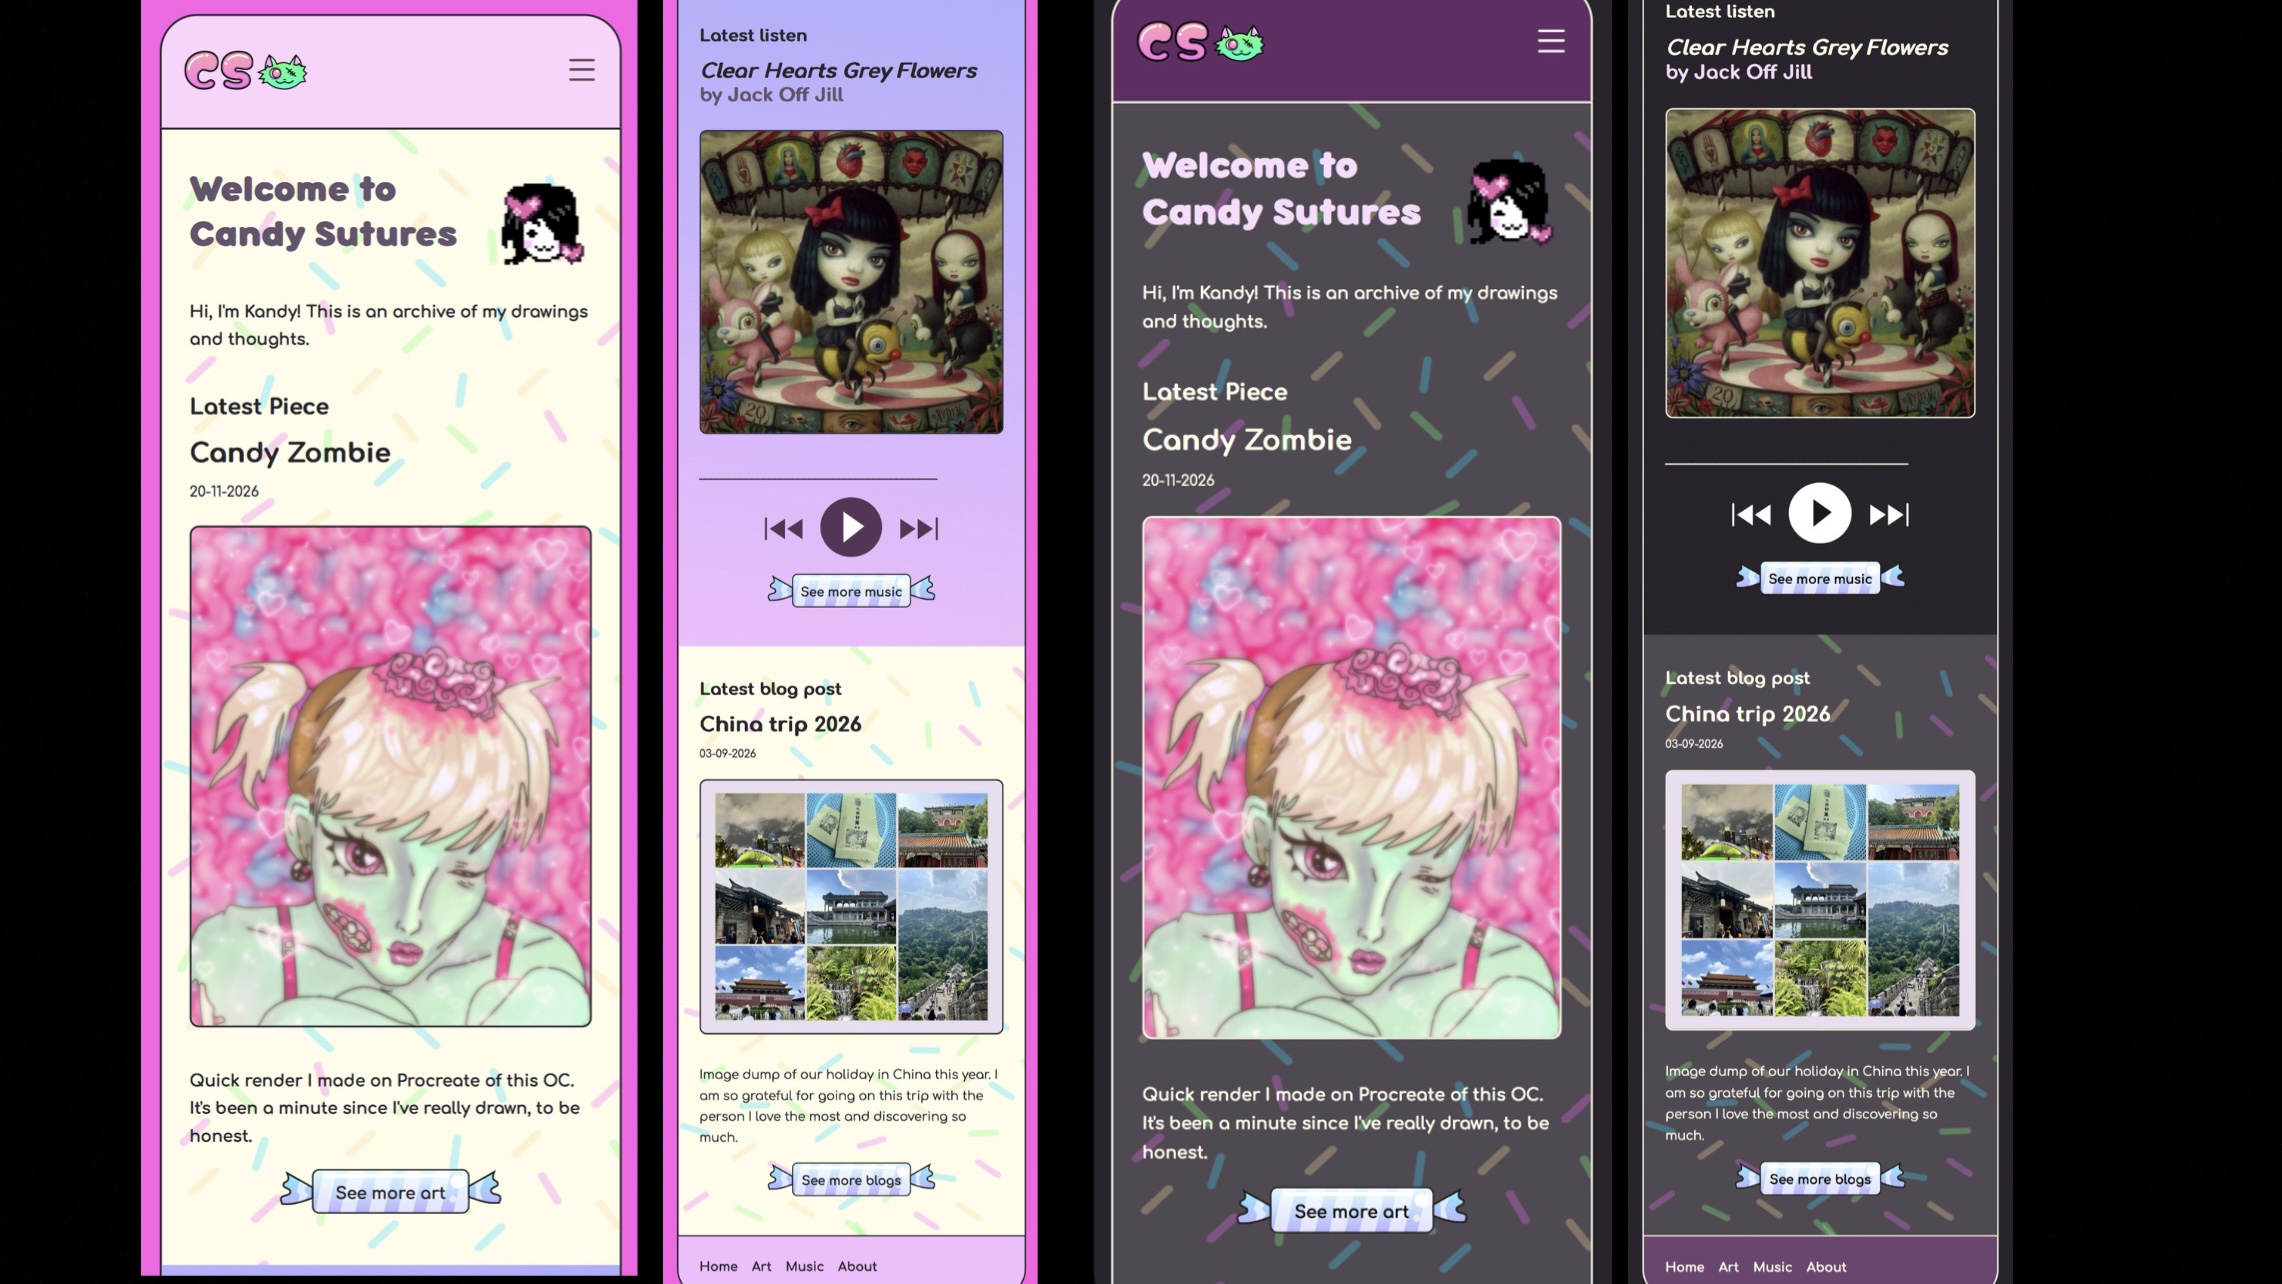 CS
Welcome to
Candy Sutures
Hi, I'm Kandy! This is an archive of my drawings
and thoughts.
Latest Piece
Candy Zombie
20-11-2026
Quick render I made on Procreate of this OC.
It's been a minute since I've really drawn, to be
honest.
See more art
Latest listen
Clear Hearts Grey Flowers
by Jack Off Jill
20
See more music
Latest blog post
China trip 2026
03-09-2026
Image dump of our holiday in China this year. I
am so grateful for going on this trip with the
person I love the most and discovering so
much.
See more blogs
Home Art Music About
CS
Welcome to
Candy Sutures
Hi, I'm Kandy! This is an archive of my drawings
and thoughts.
Latest Piece
Candy Zombie
20-11-2026
Quick render I made on Procreate of this OC.
It's been a minute since I've really drawn, to be
honest.
See more art
Latest listen
Clear Hearts Grey Flowers
by Jack Off Jill
20
See more music
Latest blog post
China trip 2026
03-09-2026
Image dump of our holiday in China this year. I
am so grateful for going on this trip with the
person I love the most and discovering so
much.
See more blogs
Home Art Music About